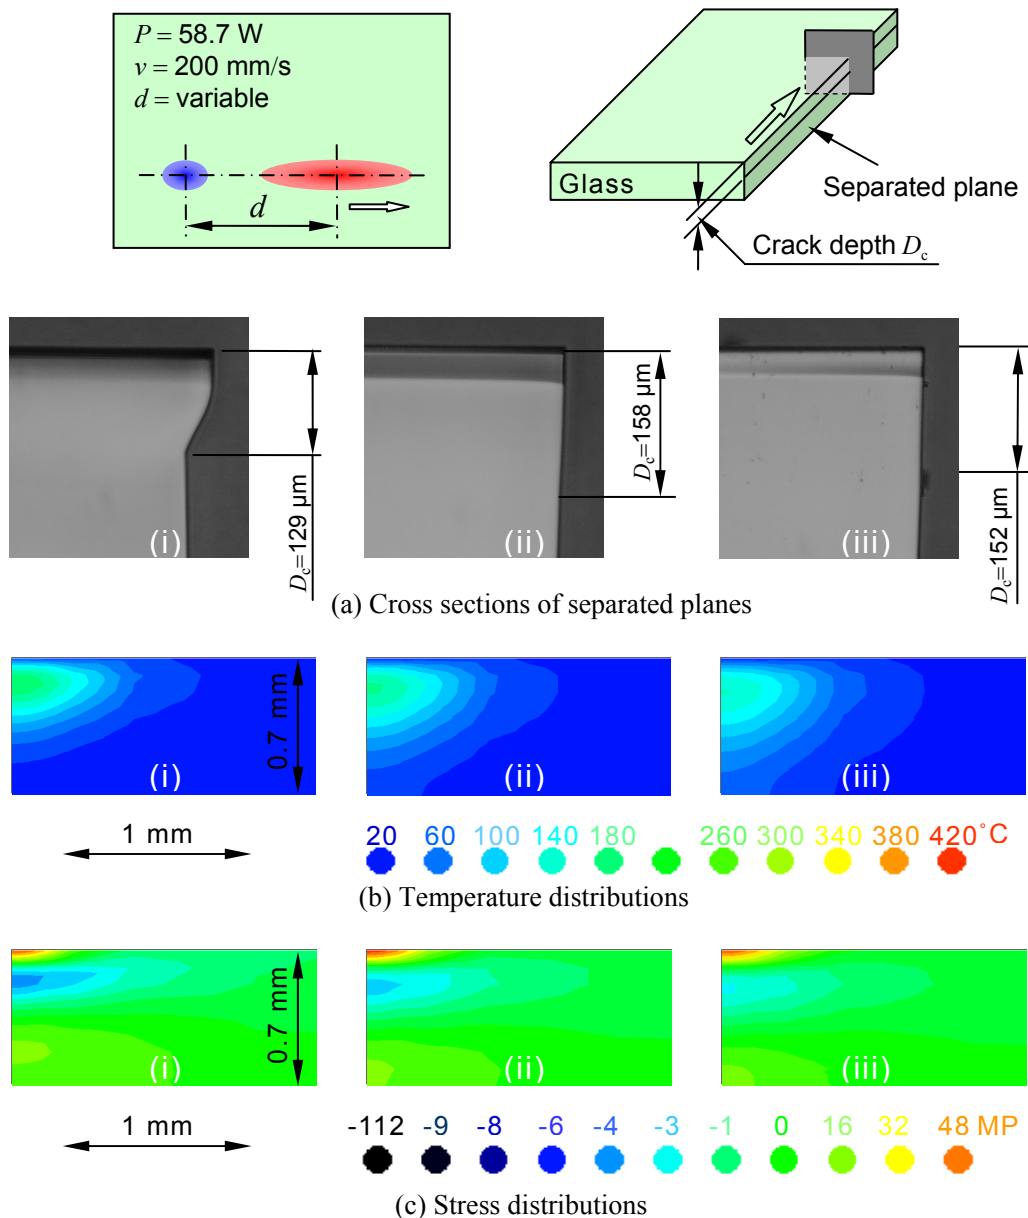 P = 58.7 W
v = 200 mm/s
d = variable
d
Glass
Separated plane
Crack depth Dc
(i)
Dc=129 µm
(ii)
Dc=158 µm
(iii)
Dc=152 µm
(a) Cross sections of separated planes
(i)
0.7 mm
(ii)
(iii)
1 mm
20 60 100 140 180 260 300 340 380 420°C
(b) Temperature distributions
(i)
0.7 mm
(ii)
(iii)
1 mm
-112 -9 -8 -6 -4 -3 -1 0 16 32 48 MP
(c) Stress distributions